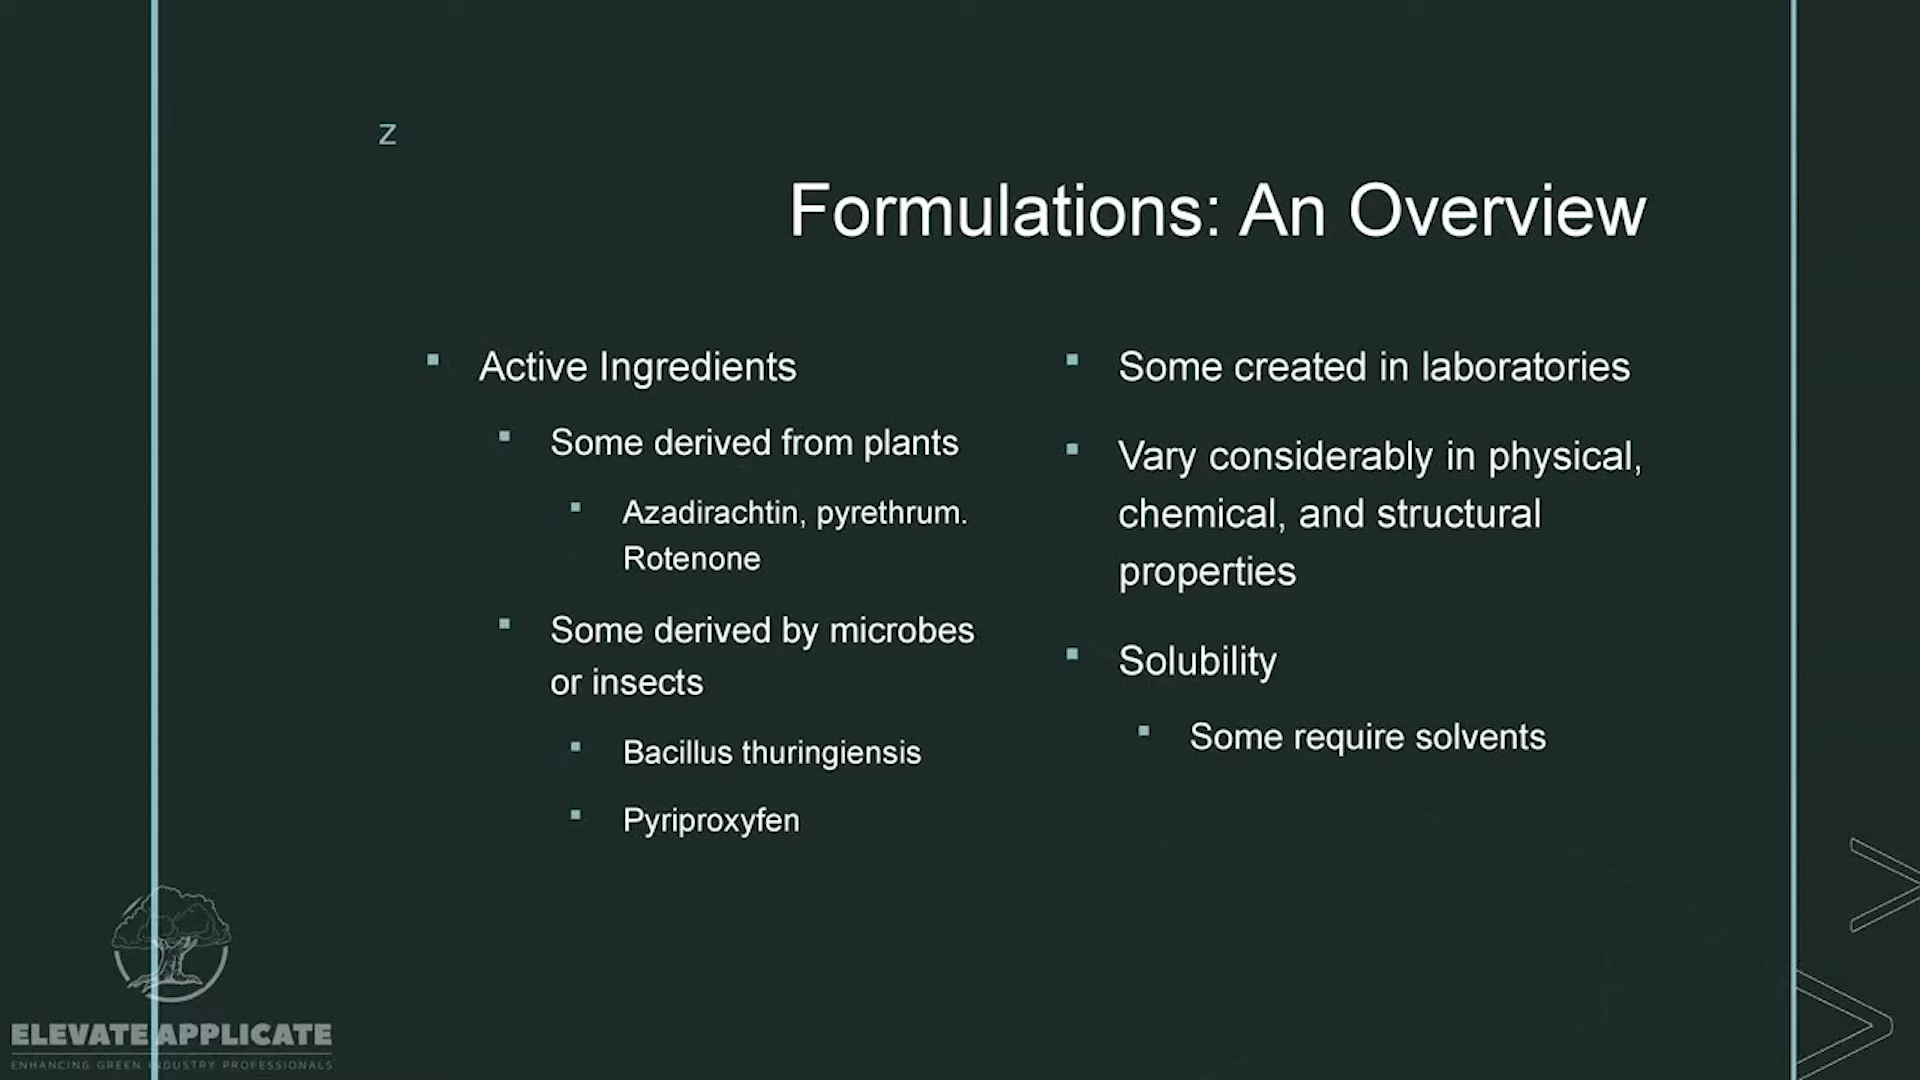 z
Formulations: An Overview
Active Ingredients
Some derived from plants
Azadirachtin, pyrethrum.
Rotenone
Some derived by microbes
or insects
Bacillus thuringiensis
Pyriproxyfen
Some created in laboratories
Vary considerably in physical,
chemical, and structural
properties
Solubility
Some require solvents
ELEVATE APPLICATE
ENHANCING GREEN INDUSTRY PROFESSIONALS